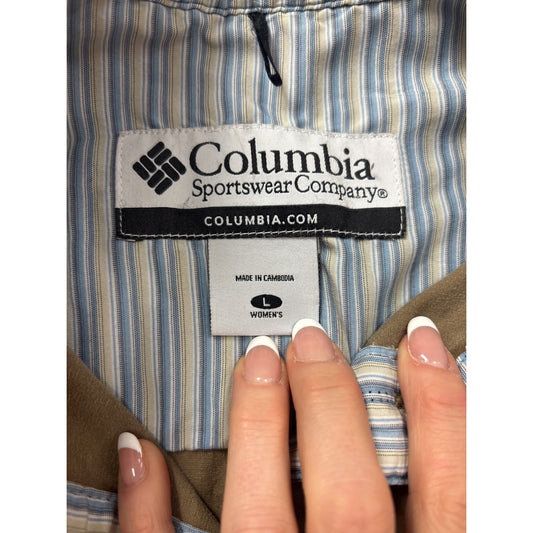 Columbia
Sportswear Company®
COLUMBIA.COM
MADE IN CAMBODIA
L
WOMEN'S